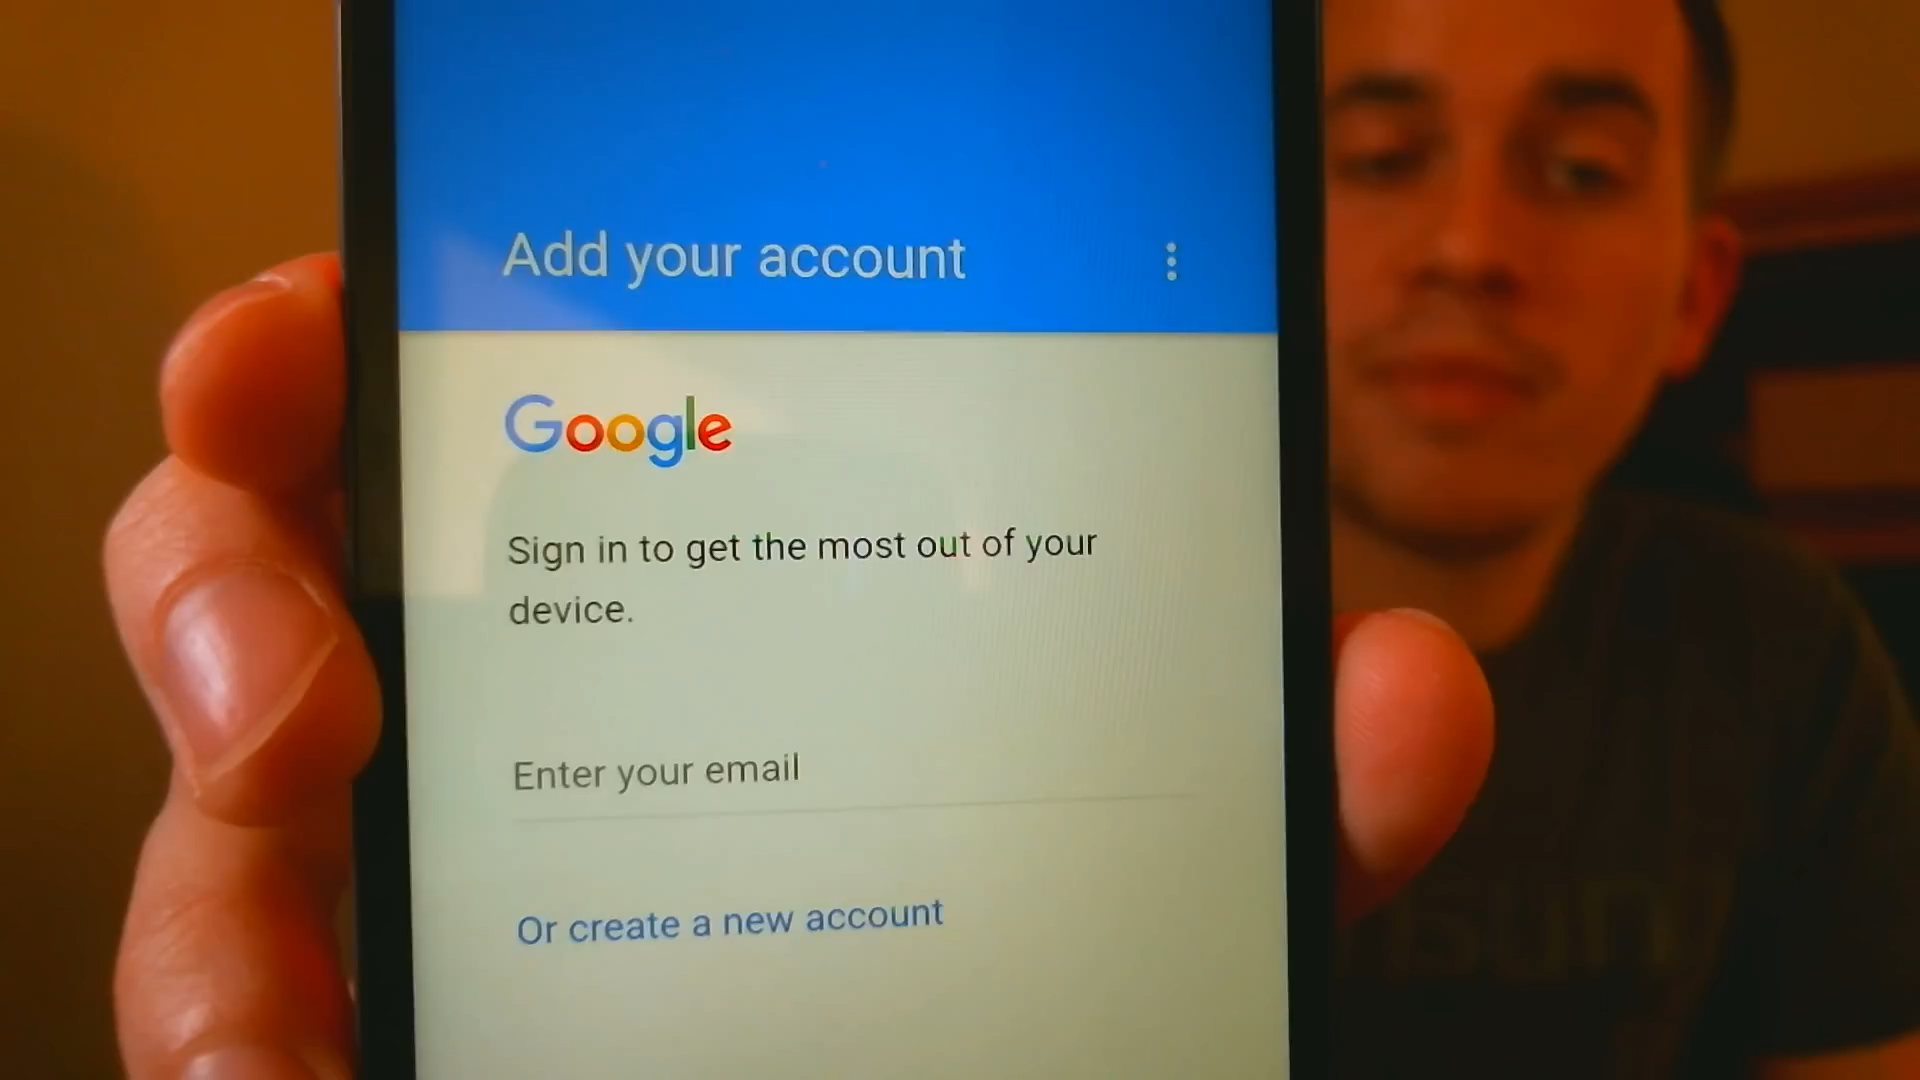 Add your account
Google
Sign in to get the most out of your
device.
Enter your email
Or create a new account